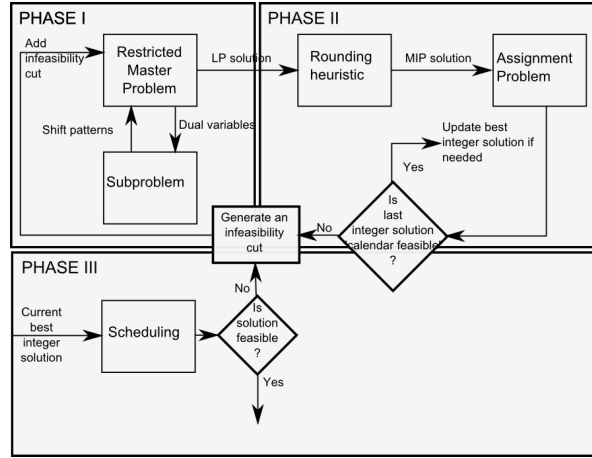 PHASE I
Add
infeasibility
cut
Restricted
Master
Problem
LP solution
Shift patterns
Dual variables
Subproblem
PHASE II
Rounding
heuristic
MIP solution
Assignment
Problem
Update best
integer solution if
needed
Yes
Is
last
integer solution
'calendar feasible'
?
No
Generate an
infeasibility
cut
PHASE III
No
Current
best
integer
solution
Scheduling
Is
solution
feasible
?
Yes